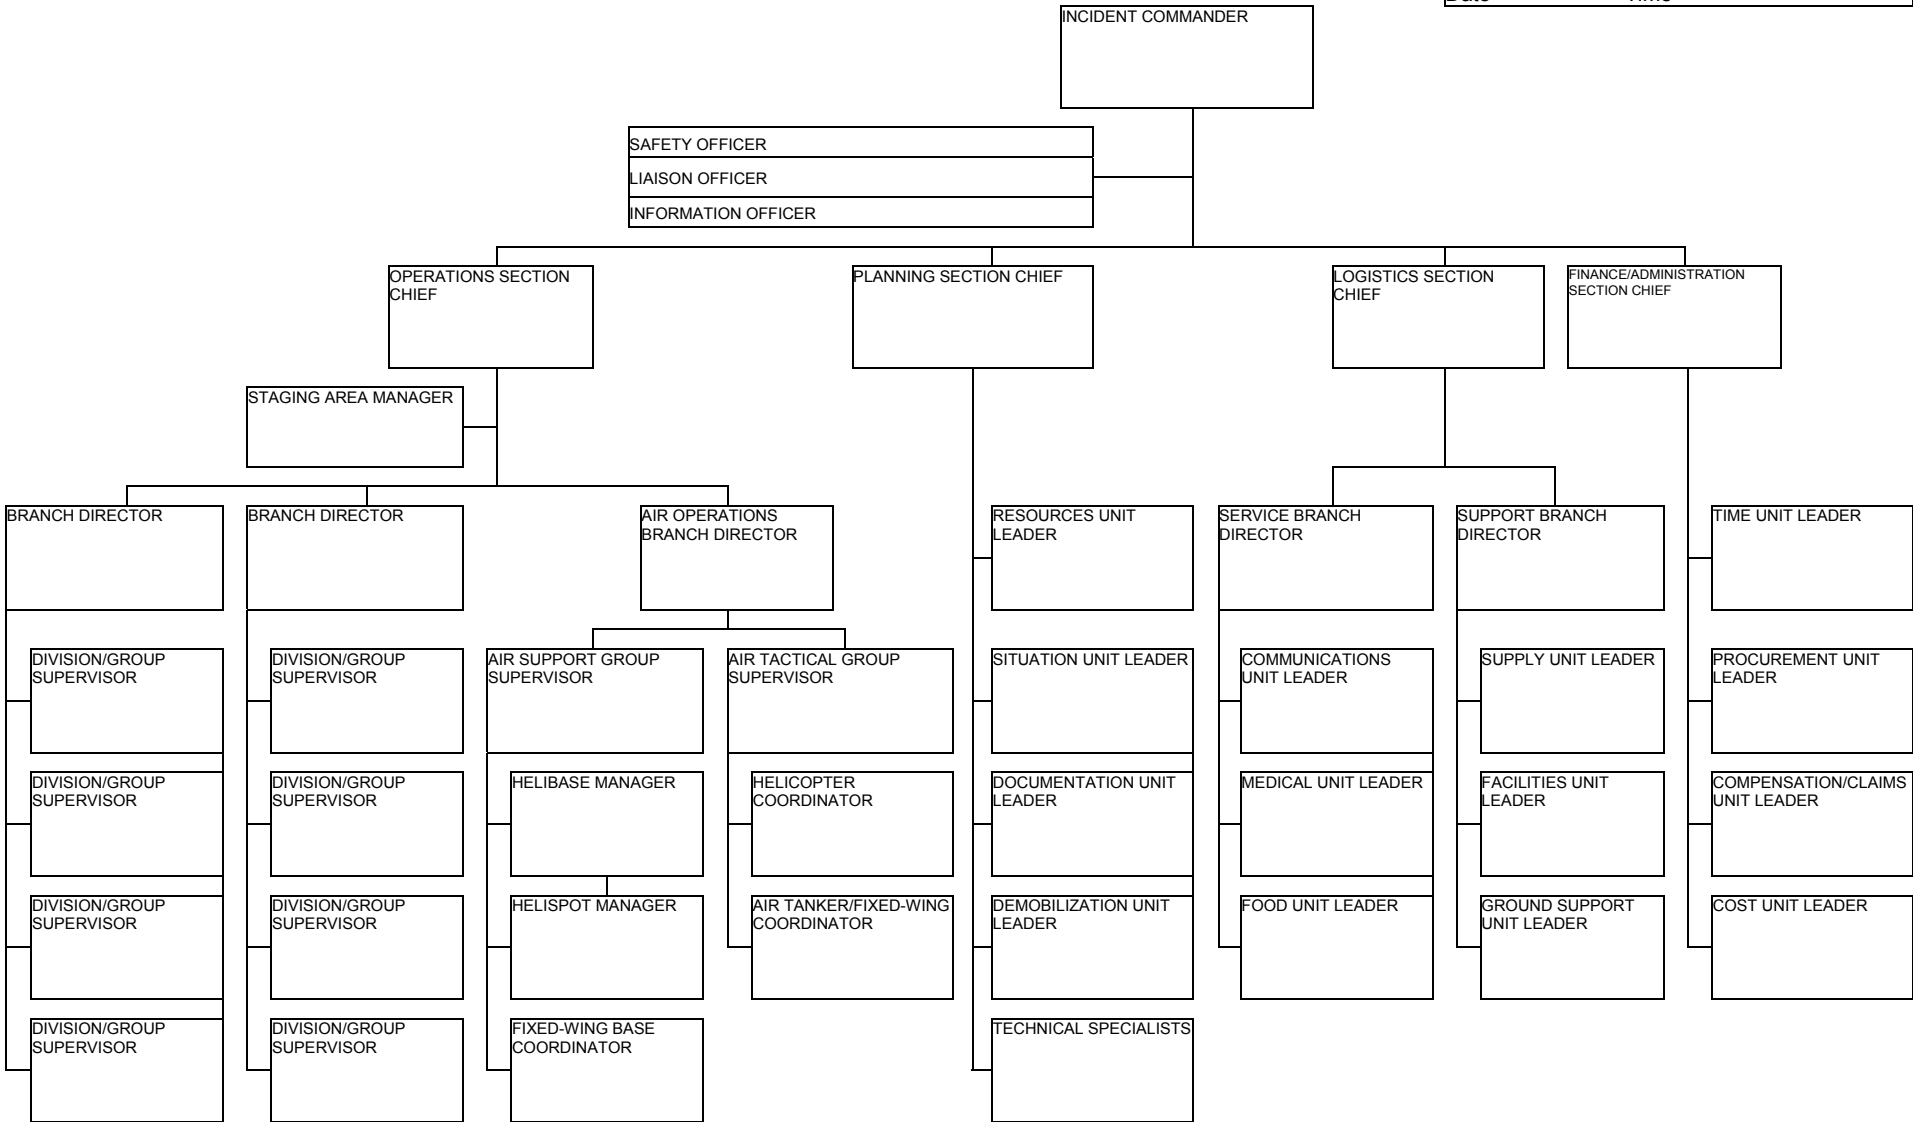 Date Time
INCIDENT COMMANDER
SAFETY OFFICER
LIAISON OFFICER
INFORMATION OFFICER
OPERATIONS SECTION
CHIEF
PLANNING SECTION CHIEF
LOGISTICS SECTION
CHIEF
FINANCE/ADMINISTRATION
SECTION CHIEF
STAGING AREA MANAGER
BRANCH DIRECTOR
BRANCH DIRECTOR
AIR OPERATIONS
BRANCH DIRECTOR
RESOURCES UNIT
LEADER
SERVICE BRANCH
DIRECTOR
SUPPORT BRANCH
DIRECTOR
TIME UNIT LEADER
DIVISION/GROUP
SUPERVISOR
DIVISION/GROUP
SUPERVISOR
AIR SUPPORT GROUP
SUPERVISOR
AIR TACTICAL GROUP
SUPERVISOR
SITUATION UNIT LEADER
COMMUNICATIONS
UNIT LEADER
SUPPLY UNIT LEADER
PROCUREMENT UNIT
LEADER
DIVISION/GROUP
SUPERVISOR
DIVISION/GROUP
SUPERVISOR
HELIBASE MANAGER
HELICOPTER
COORDINATOR
DOCUMENTATION UNIT
LEADER
MEDICAL UNIT LEADER
FACILITIES UNIT
LEADER
COMPENSATION/CLAIMS
UNIT LEADER
DIVISION/GROUP
SUPERVISOR
DIVISION/GROUP
SUPERVISOR
HELISPOT MANAGER
AIR TANKER/FIXED-WING
COORDINATOR
DEMOBILIZATION UNIT
LEADER
FOOD UNIT LEADER
GROUND SUPPORT
UNIT LEADER
COST UNIT LEADER
DIVISION/GROUP
SUPERVISOR
DIVISION/GROUP
SUPERVISOR
FIXED-WING BASE
COORDINATOR
TECHNICAL SPECIALISTS